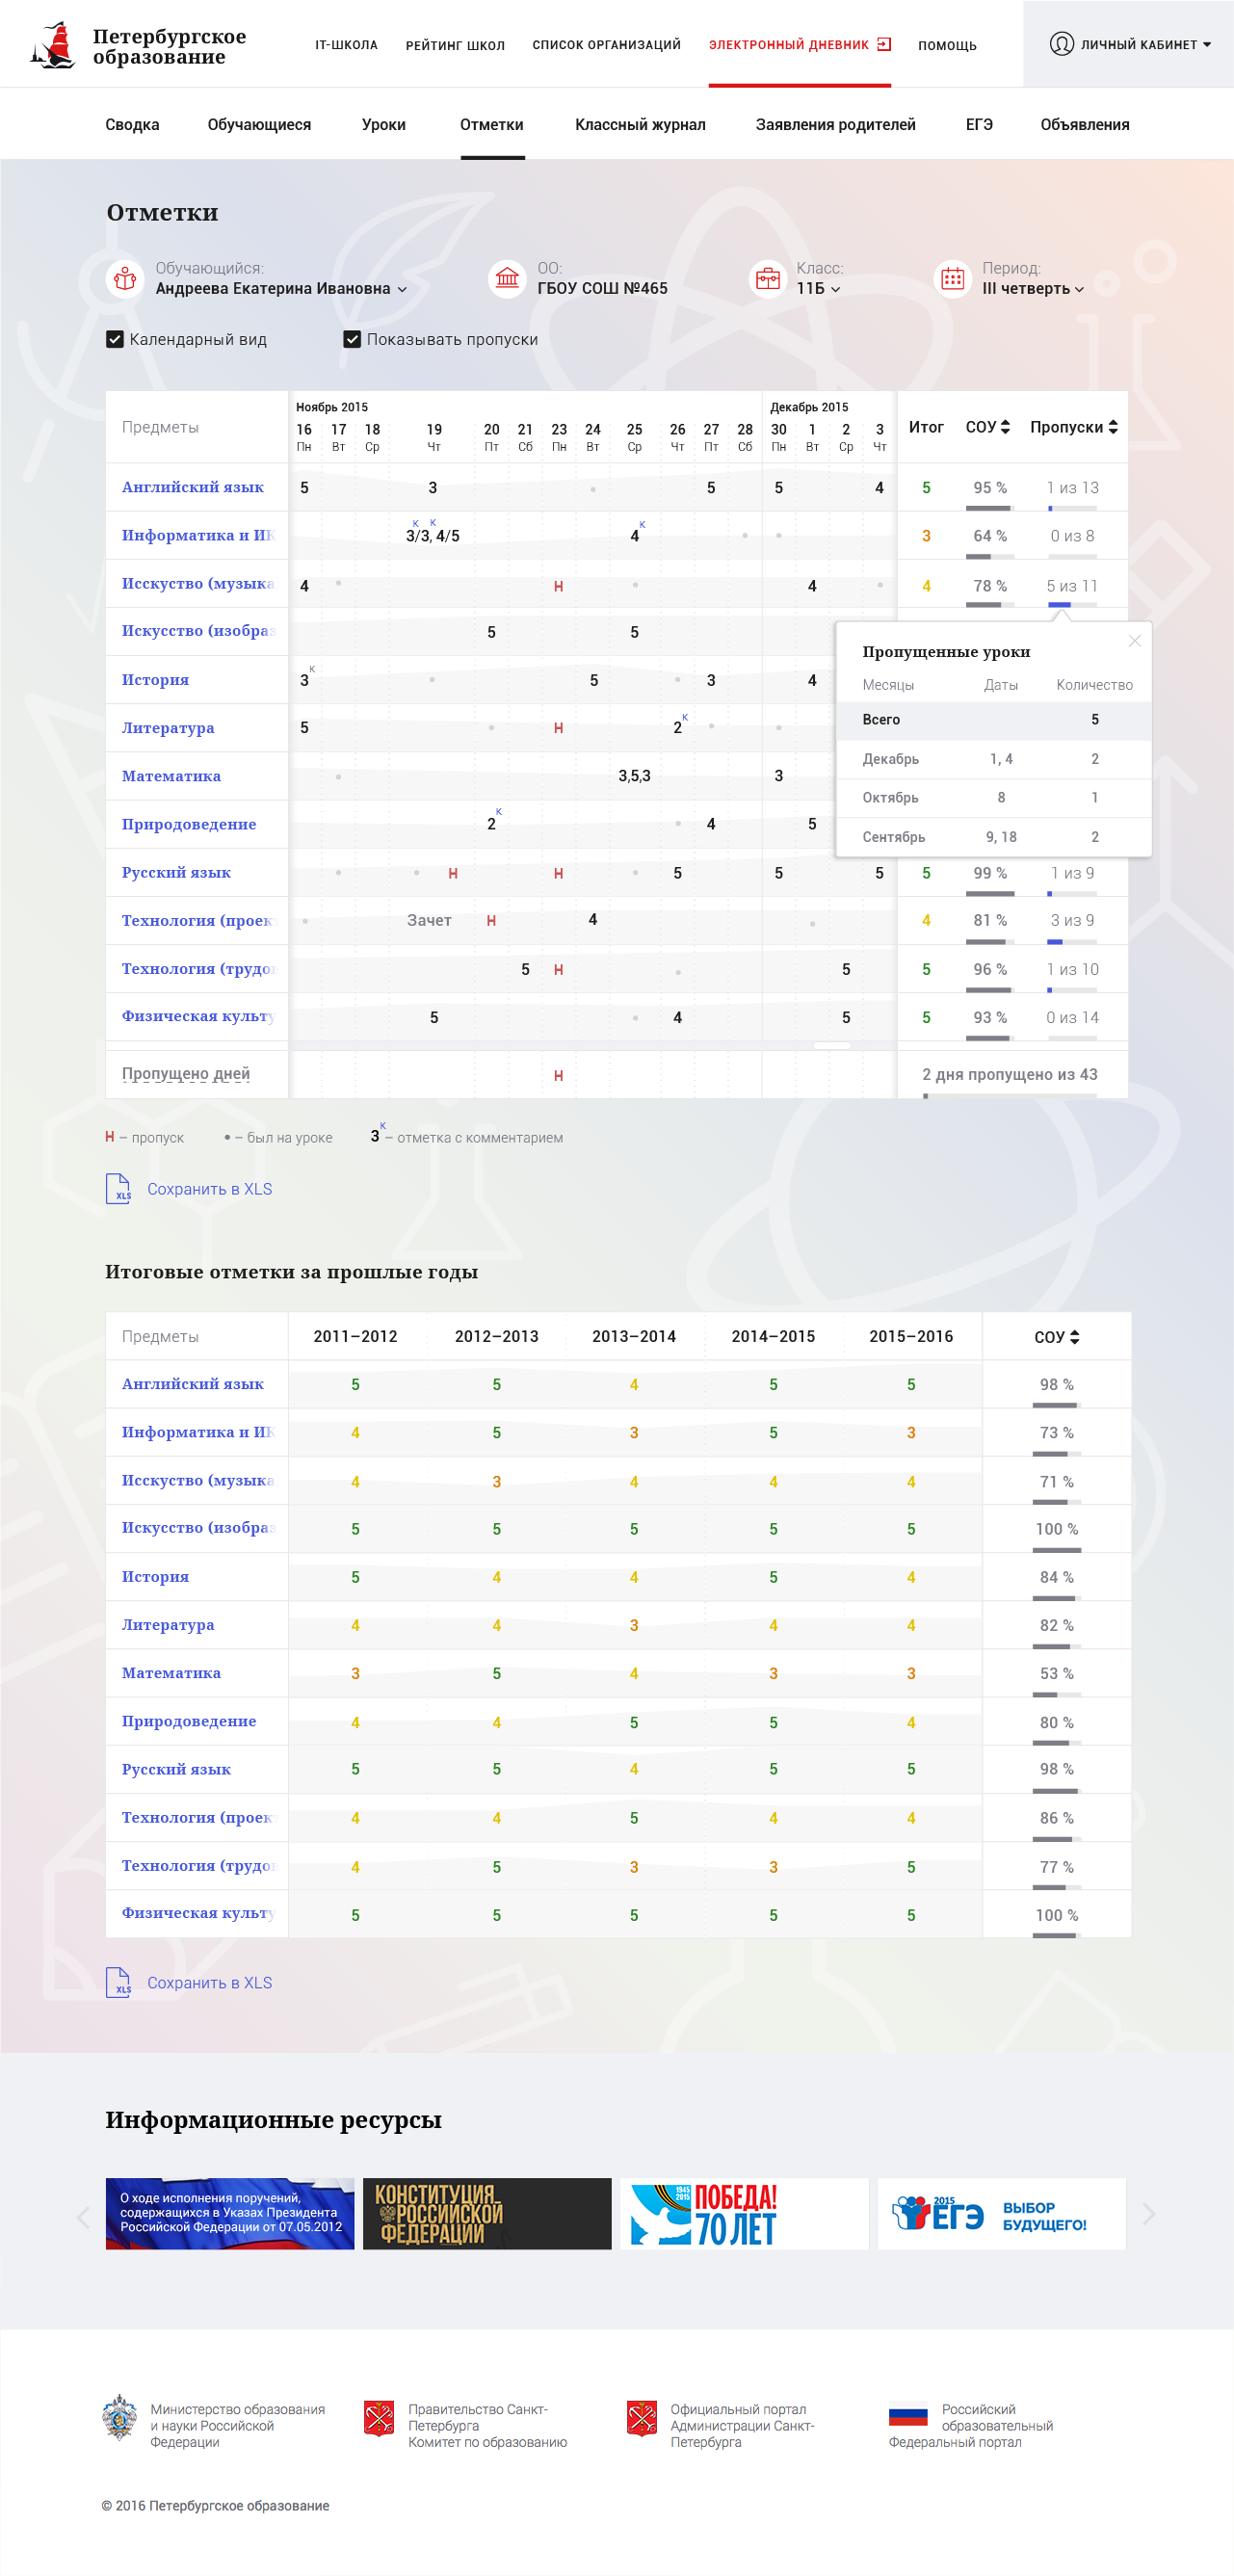 Петербургское
образование
IT-ШКОЛА РЕЙТИНГ ШКОЛ СПИСОК ОРГАНИЗАЦИЙ ЭЛЕКТРОННЫЙ ДНЕВНИК ПОМОЩЬ ЛИЧНЫЙ КАБИНЕТ
Сводка Обучающиеся Уроки Отметки Классный журнал Заявления родителей ЕГЭ Объявления
Отметки
Обучающийся: ОО: Класс: Период:
Андреева Екатерина Ивановна ГБОУ СОШ №465 11Б III четверть
Календарный вид Показывать пропуски
Ноябрь 2015 Декабрь 2015
Предметы 16 17 18 19 20 21 23 24 25 26 27 28 30 1 2 3 Итог СОУ Пропуски
Пн Вт Ср Чт Пт Сб Пн Вт Ср Чт Пт Сб Пн Вт Ср Чт
Английский язык 5 3 5 5 4 5 95 % 1 из 13
Информатика и ИК 3К/3К, 4/5 4К 3 64 % 0 из 8
Исскуство (музыка 4 Н 4 4 78 % 5 из 11
Искусство (изобраз 5 5
История 3К 5 3 4
Литература 5 Н 2К
Математика 3,5,3 3
Природоведение 2К 4 5
Пропущенные уроки
Месяцы Даты Количество
Всего 5
Декабрь 1, 4 2
Октябрь 8 1
Сентябрь 9, 18 2
Русский язык Н Н 5 5 5 5 99 % 1 из 9
Технология (проек Зачет Н 4 4 81 % 3 из 9
Технология (трудо 5 Н 5 5 96 % 1 из 10
Физическая культу 5 4 5 5 93 % 0 из 14
Пропущено дней Н 2 дня пропущено из 43
Н – пропуск • – был на уроке 3К – отметка с комментарием
XLS Сохранить в XLS
Итоговые отметки за прошлые годы
Предметы 2011–2012 2012–2013 2013–2014 2014–2015 2015–2016 СОУ
Английский язык 5 5 4 5 5 98 %
Информатика и ИК 4 5 3 5 3 73 %
Исскуство (музыка 4 3 4 4 4 71 %
Искусство (изобраз 5 5 5 5 5 100 %
История 5 4 4 5 4 84 %
Литература 4 4 3 4 4 82 %
Математика 3 5 4 3 3 53 %
Природоведение 4 4 5 5 4 80 %
Русский язык 5 5 4 5 5 98 %
Технология (проек 4 4 5 4 4 86 %
Технология (трудо 4 5 3 3 5 77 %
Физическая культу 5 5 5 5 5 100 %
XLS Сохранить в XLS
Информационные ресурсы
О ходе исполнения поручений,
содержащихся в Указах Президента
Российской Федерации от 07.05.2012
КОНСТИТУЦИЯ
РОССИЙСКОЙ
ФЕДЕРАЦИИ
1945
2015
ПОБЕДА!
70 ЛЕТ
2015
ЕГЭ
ВЫБОР
БУДУЩЕГО!
Министерство образования
и науки Российской
Федерации
Правительство Санкт-
Петербурга
Комитет по образованию
Официальный портал
Администрации Санкт-
Петербурга
Российский
образовательный
Федеральный портал
© 2016 Петербургское образование